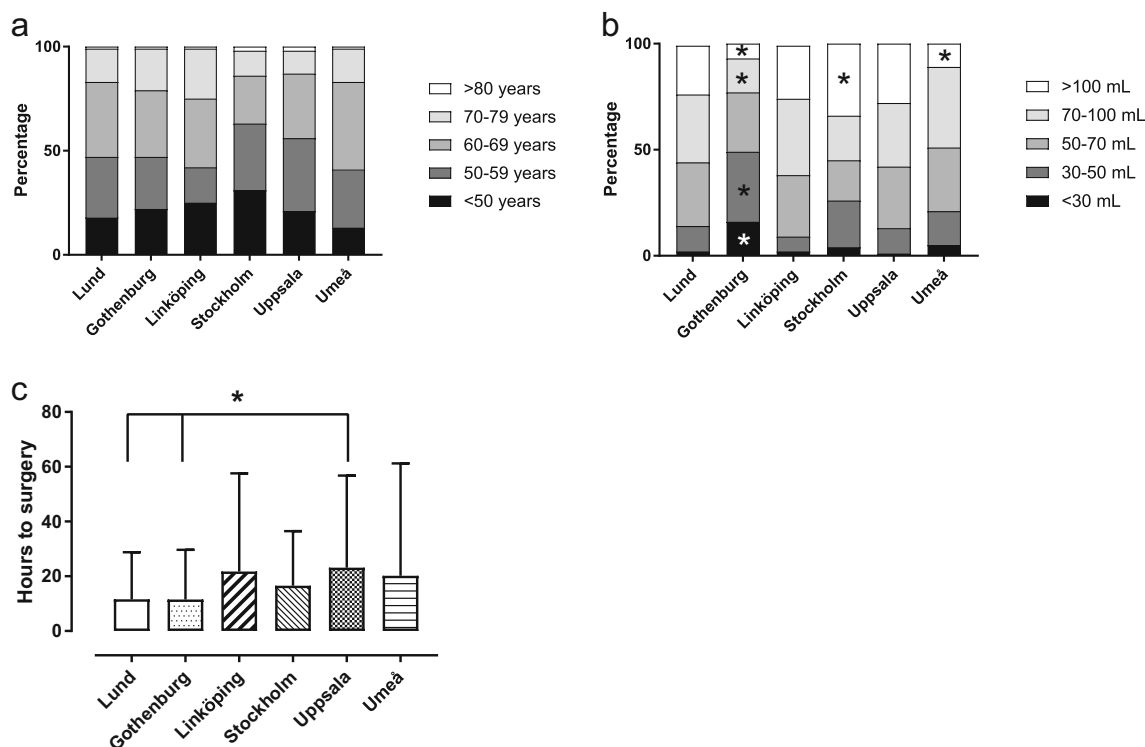 a
100
50
0
Percentage
Lund
Gothenburg
Linköping
Stockholm
Uppsala
Umeå
>80 years
70-79 years
60-69 years
50-59 years
<50 years
b
100
50
0
Percentage
*
*
*
*
*
*
Lund
Gothenburg
Linköping
Stockholm
Uppsala
Umeå
>100 mL
70-100 mL
50-70 mL
30-50 mL
<30 mL
c
80
60
40
20
0
Hours to surgery
*
Lund
Gothenburg
Linköping
Stockholm
Uppsala
Umeå